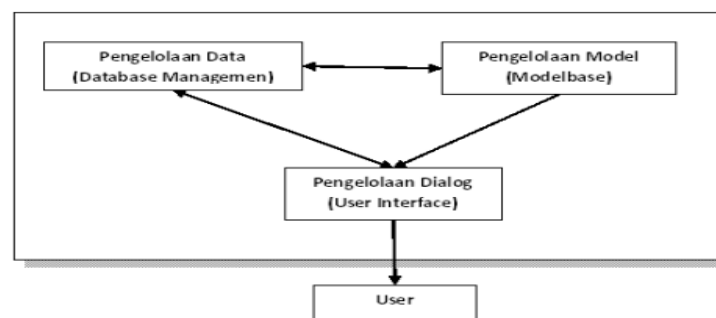 Pengelolaan Data
(Database Managemen)
Pengelolaan Model
(Modelbase)
Pengelolaan Dialog
(User Interface)
User